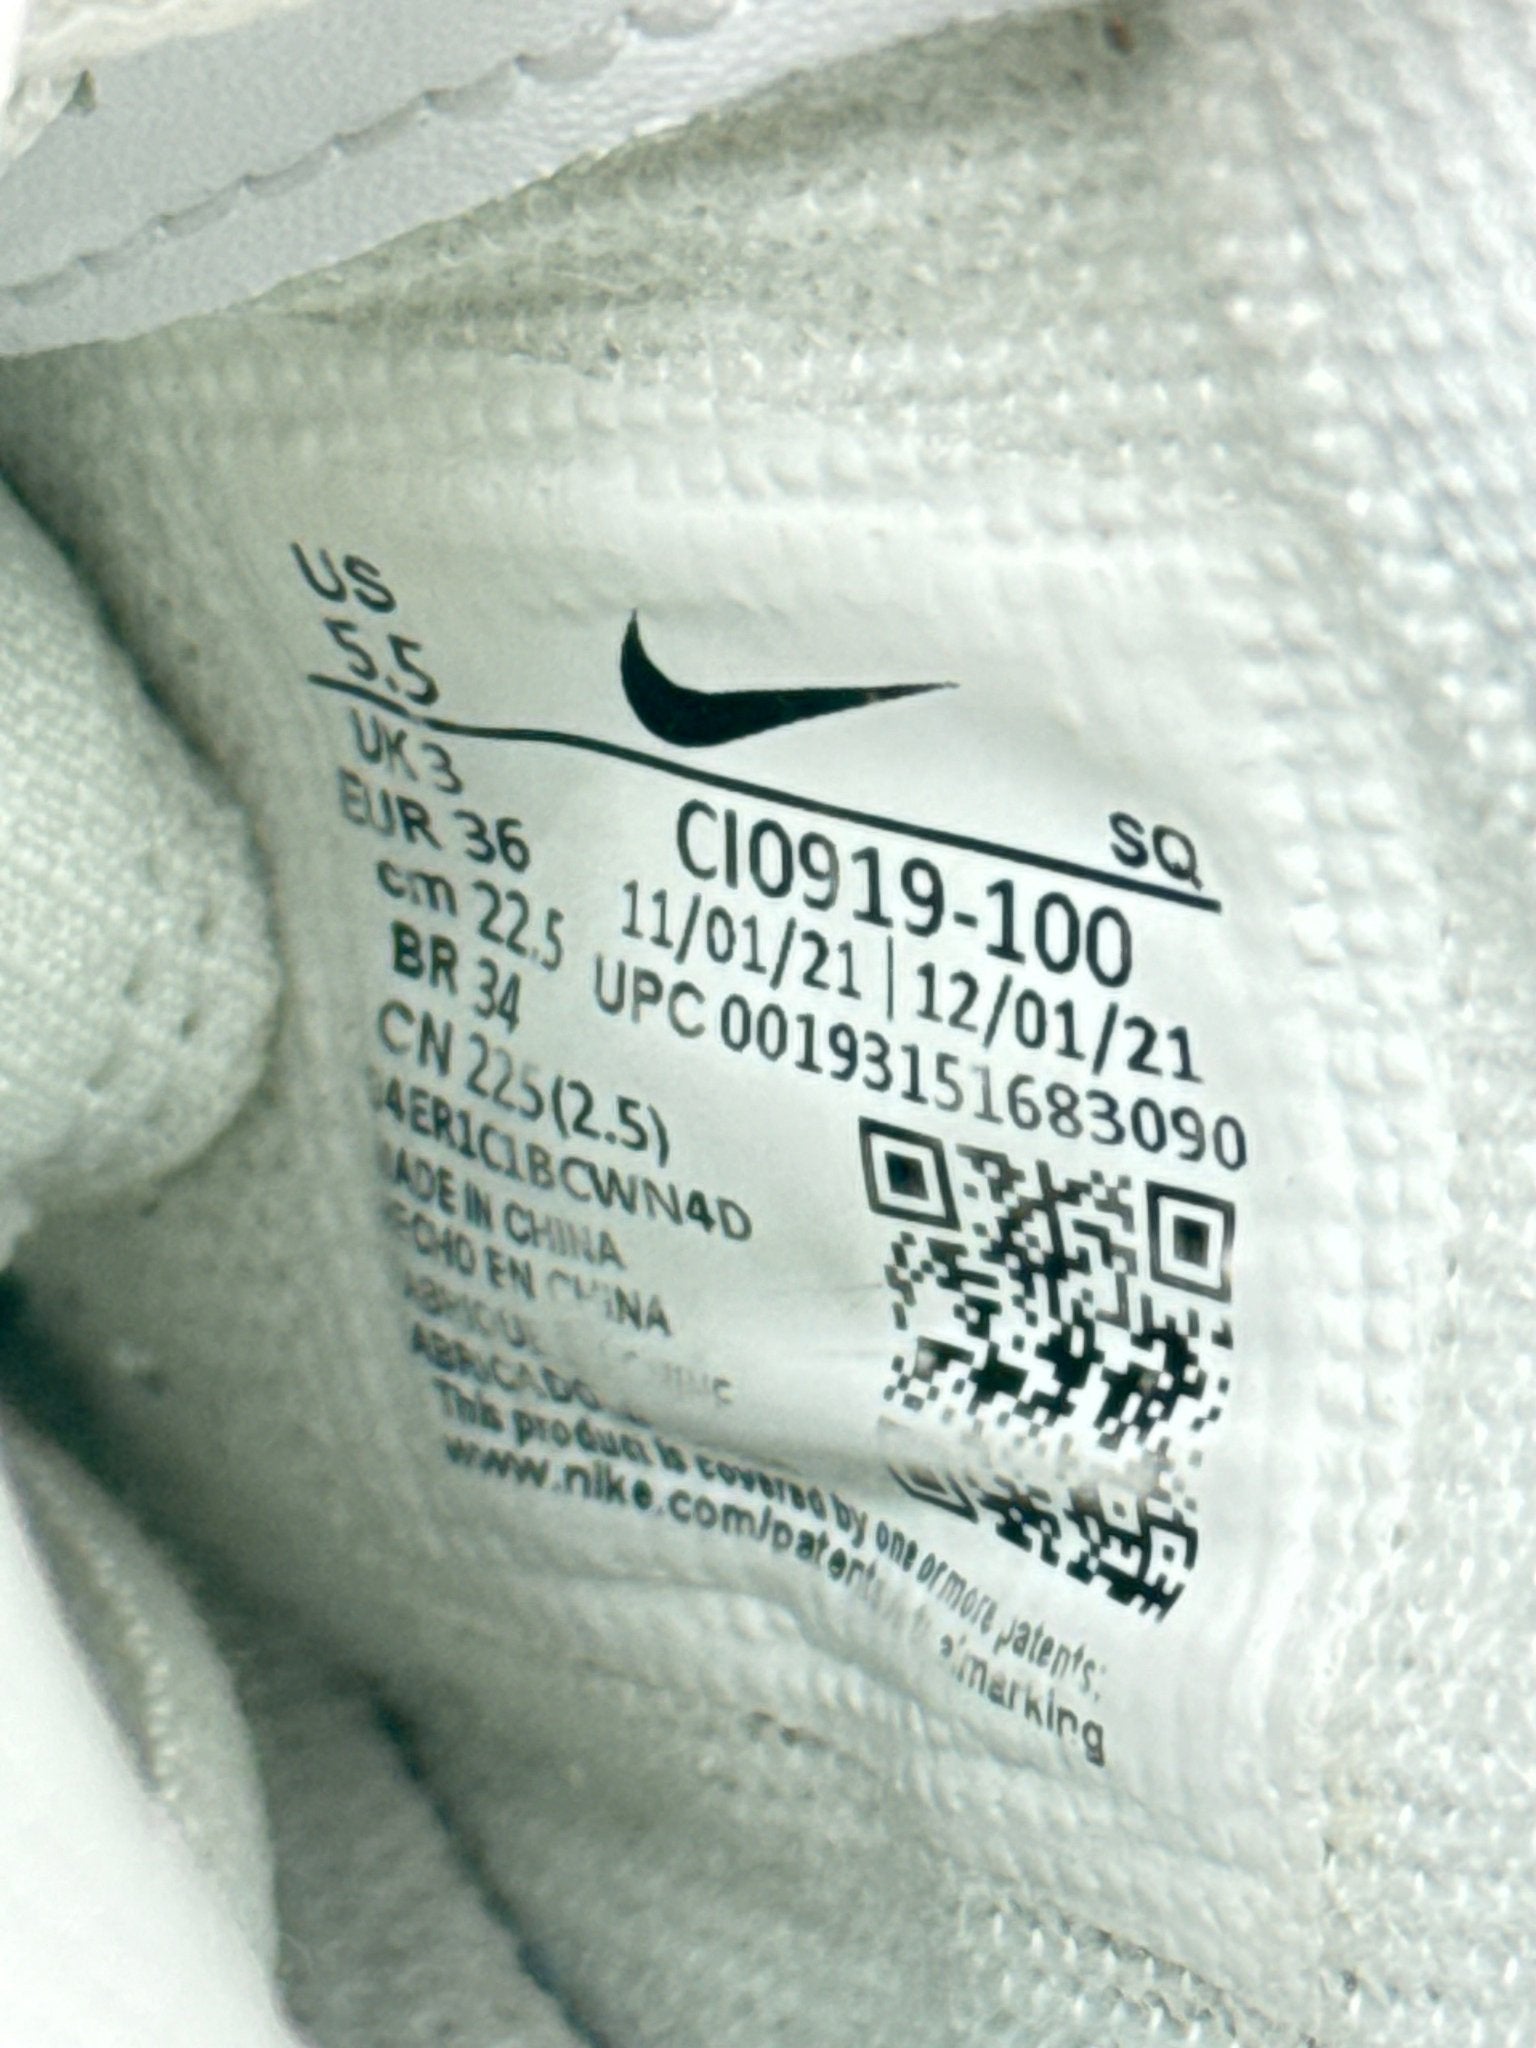 US
5.5
SQ
UK 3
EUR 36
cm 22.5
BR 34
CN 225(2.5)
CI0919-100
11/01/21 | 12/01/21
UPC 00193151683090
4ER1C1BCWN4D
MADE IN CHINA
HECHO EN CHINA
This product is covered by one or more patents:
www.nike.com/patents